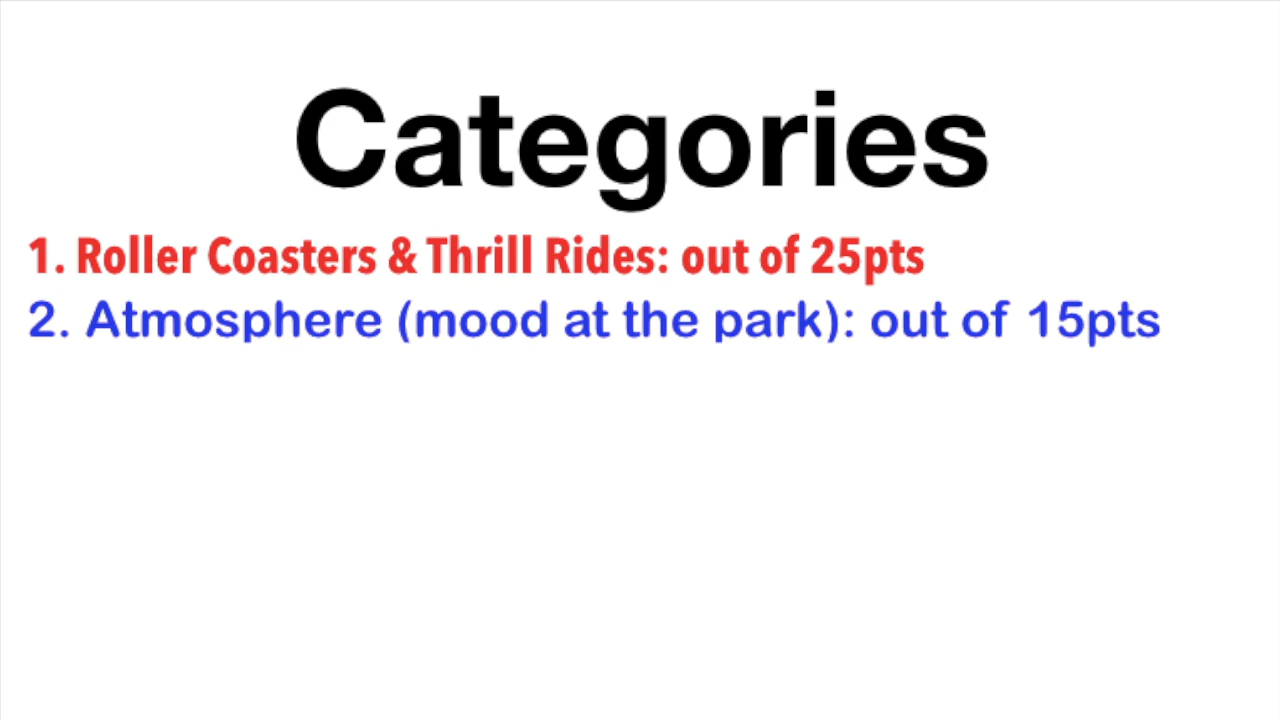 Categories
1. Roller Coasters & Thrill Rides: out of 25pts
2. Atmosphere (mood at the park): out of 15pts